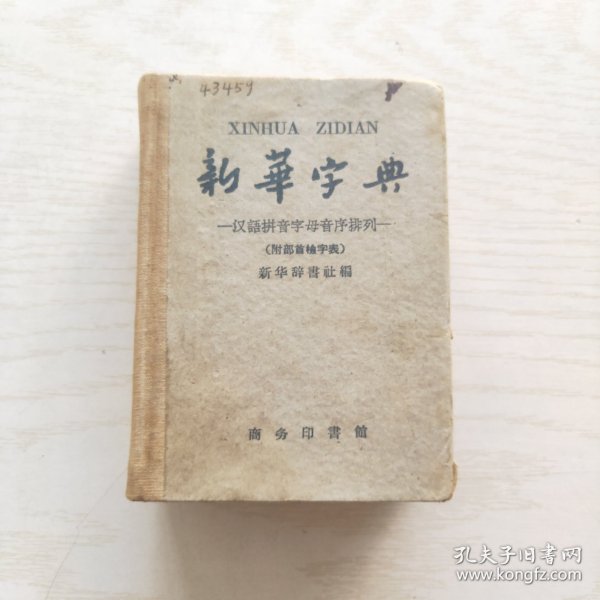 43459
XINHUA ZIDIAN
新華字典
—汉語拼音字母音序排列—
(附部首檢字表)
新华辞書社編
商务印書館
孔夫子旧书网
www.kongfz.com